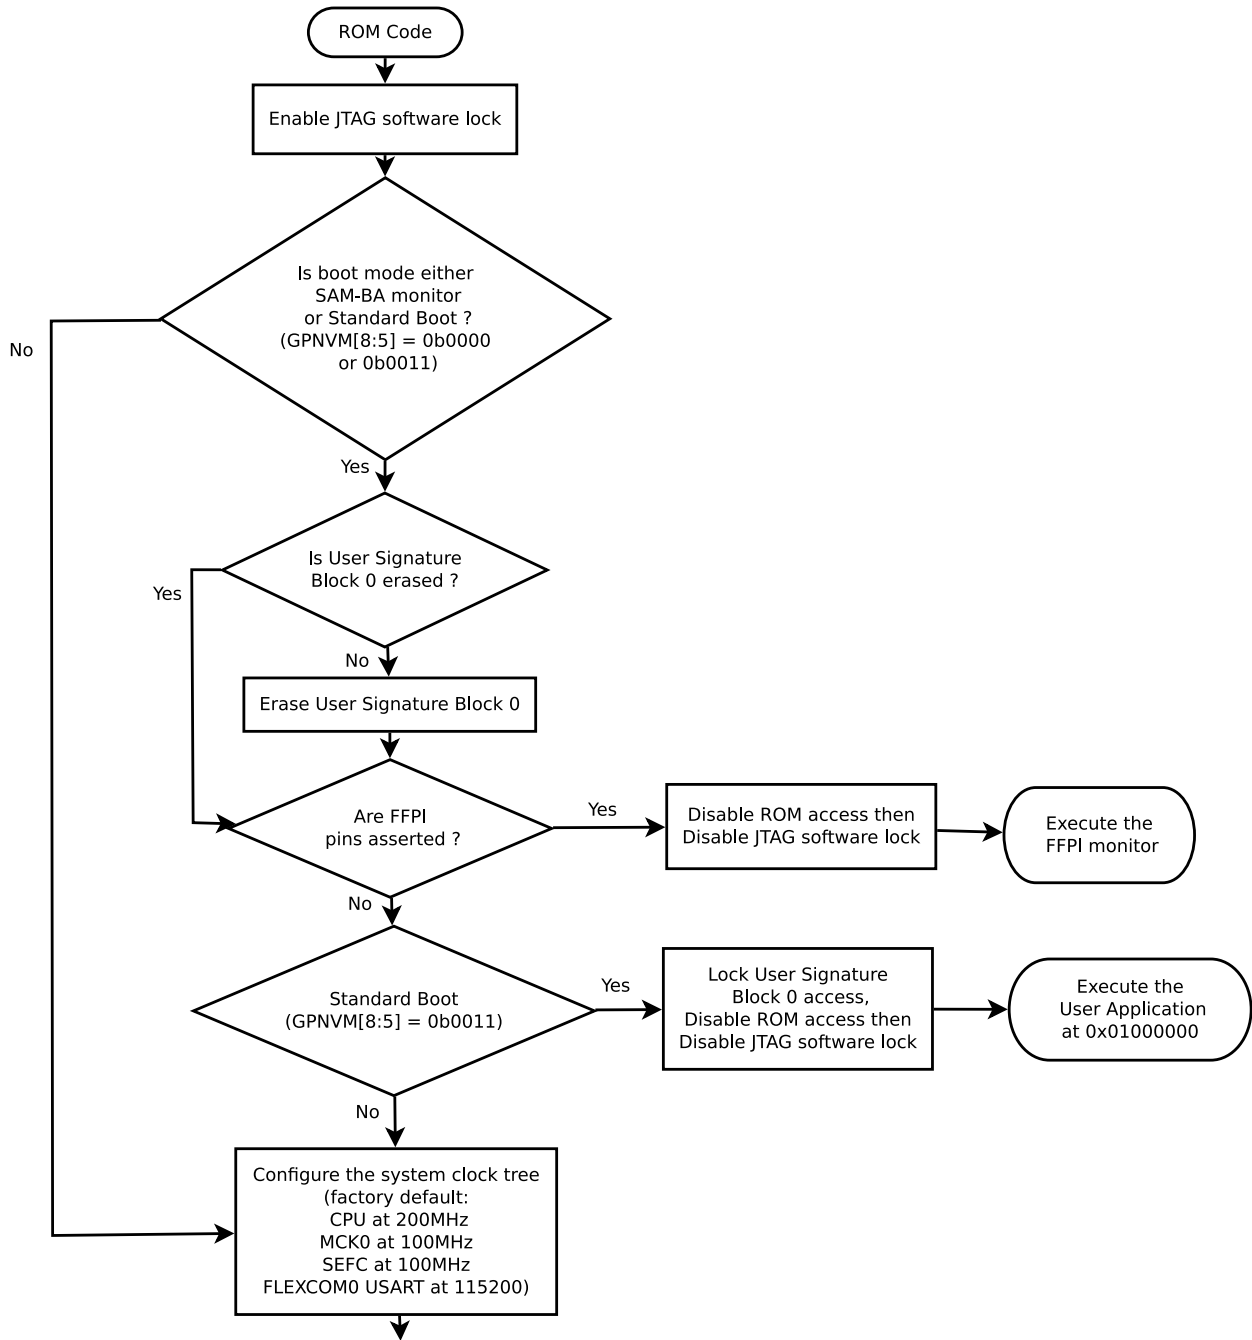 ROM Code
Enable JTAG software lock
Is boot mode either
SAM-BA monitor
or Standard Boot ?
(GPNVM[8:5] = 0b0000
or 0b0011)
No
Yes
Is User Signature
Block 0 erased ?
Yes
No
Erase User Signature Block 0
Are FFPI
pins asserted ?
Yes
Disable ROM access then
Disable JTAG software lock
Execute the
FFPI monitor
No
Standard Boot
(GPNVM[8:5] = 0b0011)
Yes
Lock User Signature
Block 0 access,
Disable ROM access then
Disable JTAG software lock
Execute the
User Application
at 0x01000000
No
Configure the system clock tree
(factory default:
CPU at 200MHz
MCK0 at 100MHz
SEFC at 100MHz
FLEXCOM0 USART at 115200)